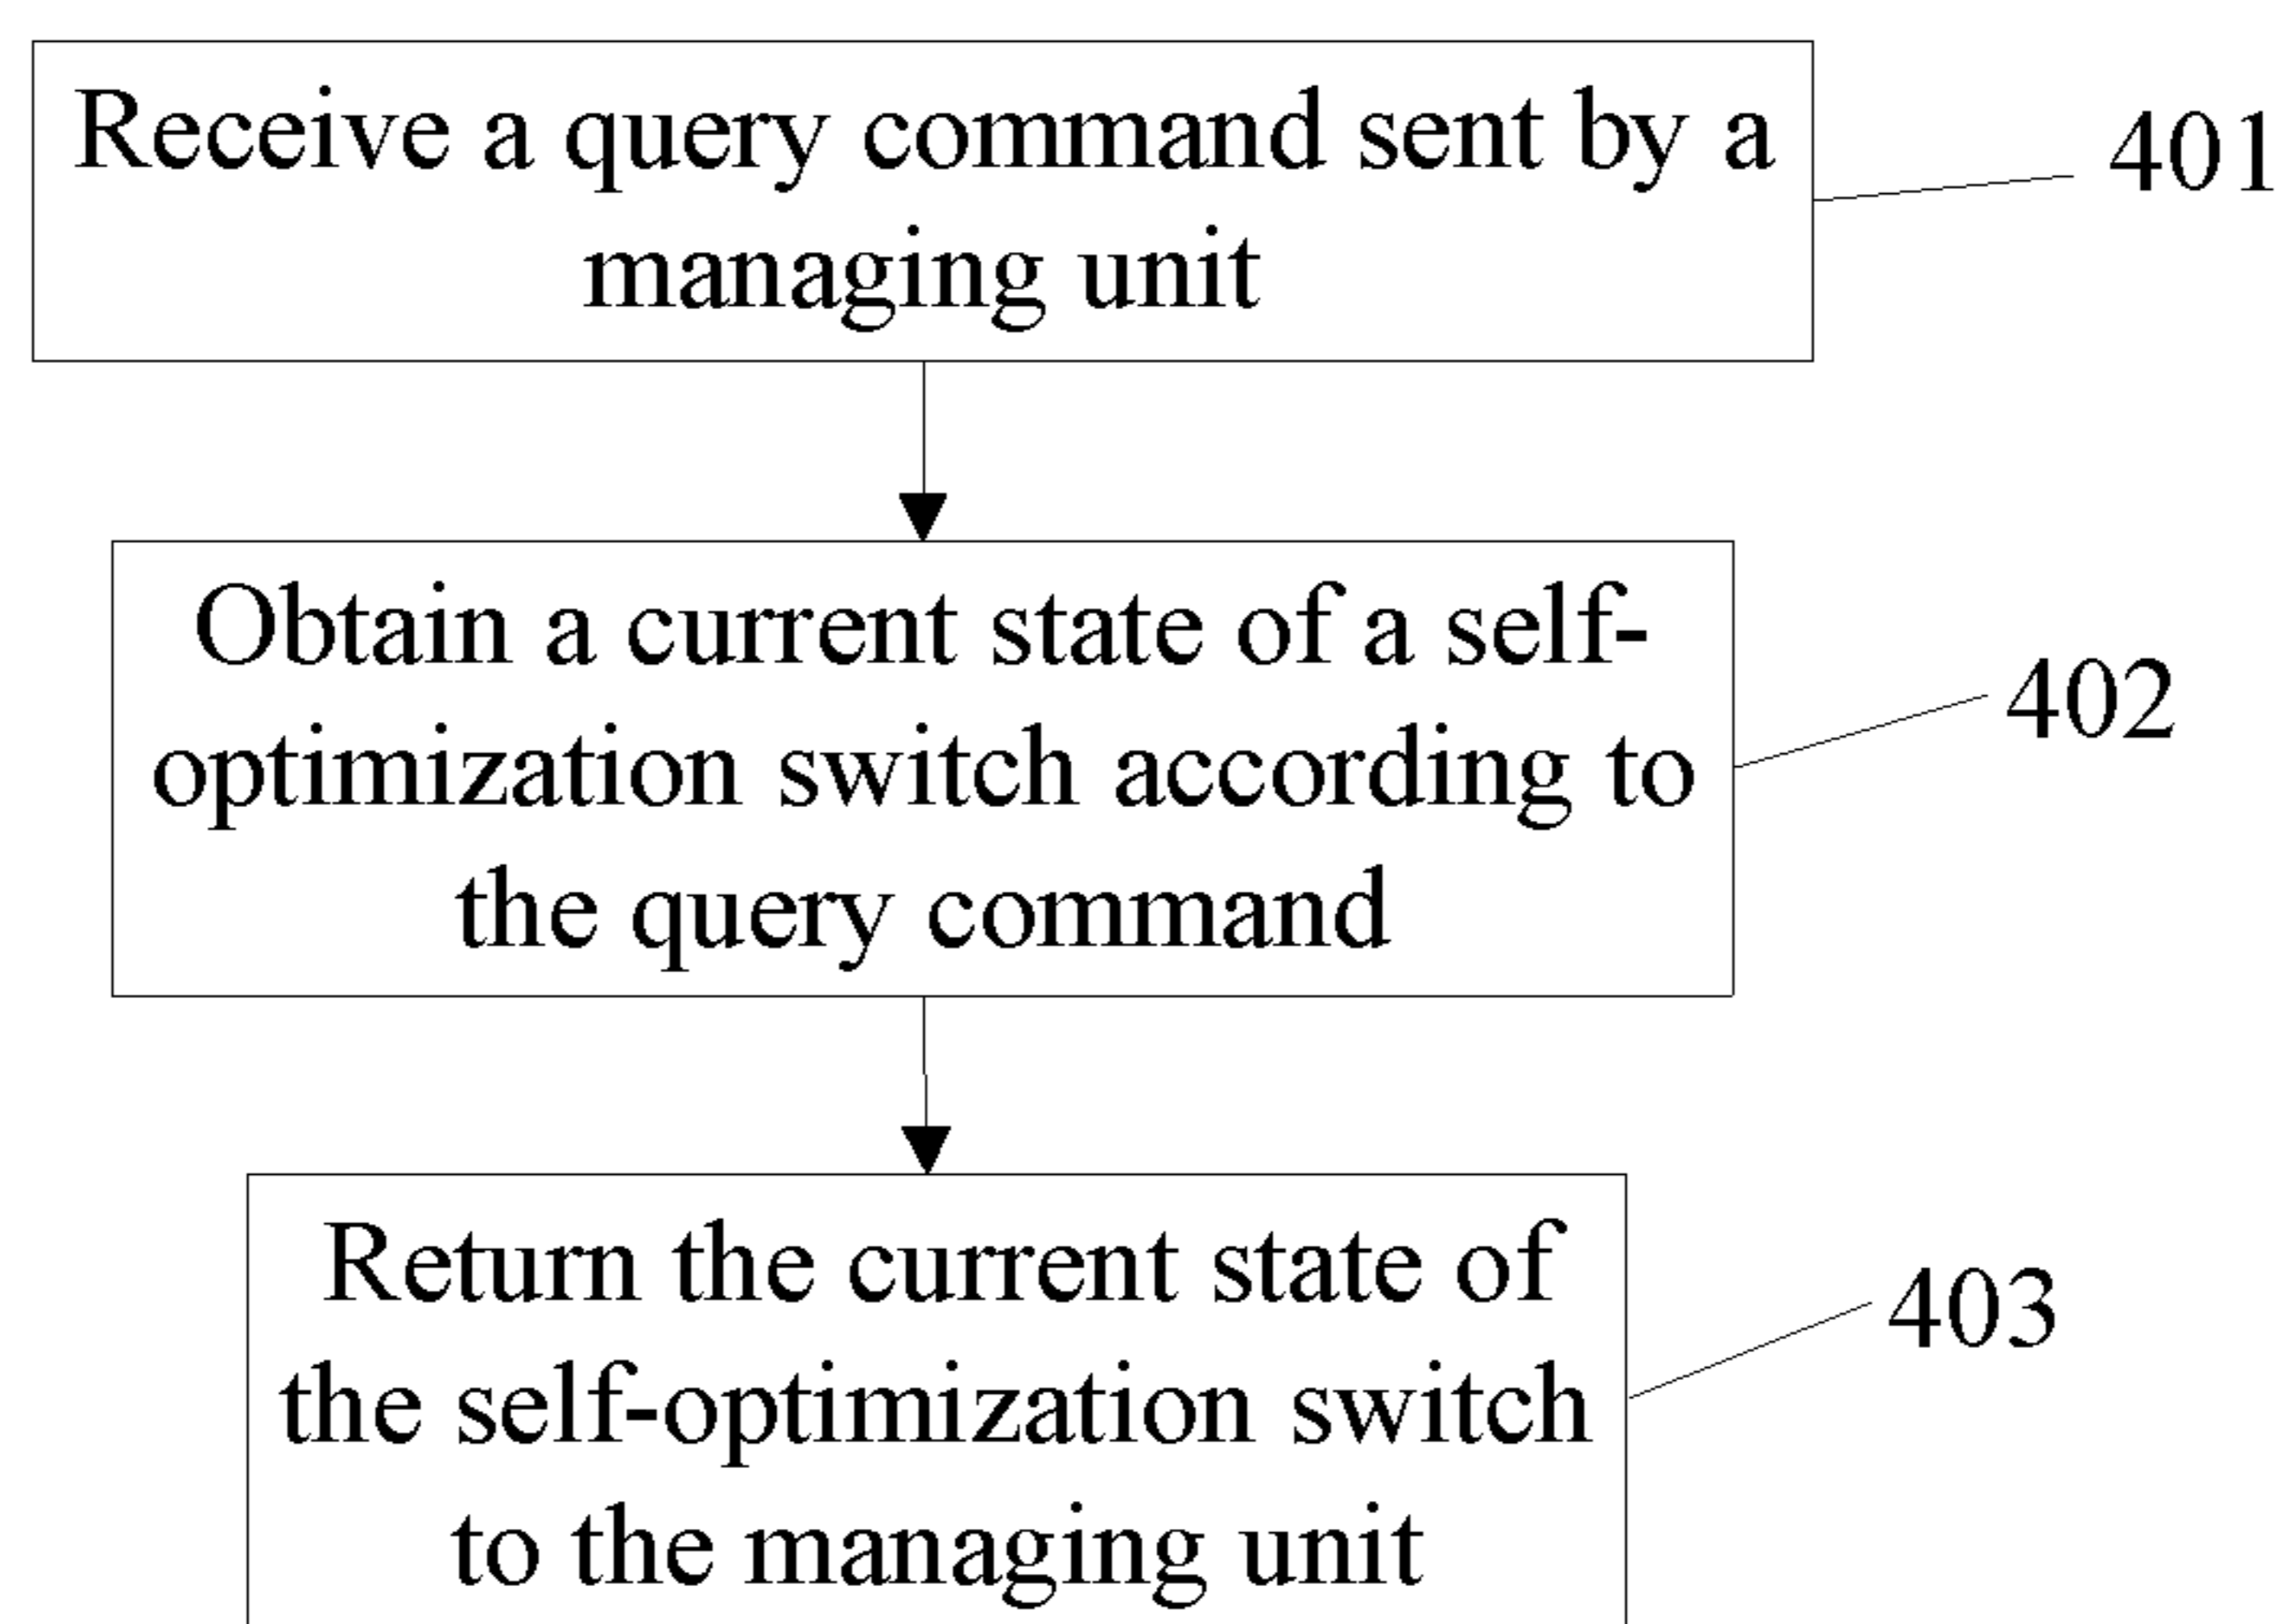 Receive a query command sent by a
managing unit
401
Obtain a current state of a self-
optimization switch according to
the query command
402
Return the current state of
the self-optimization switch
to the managing unit
403